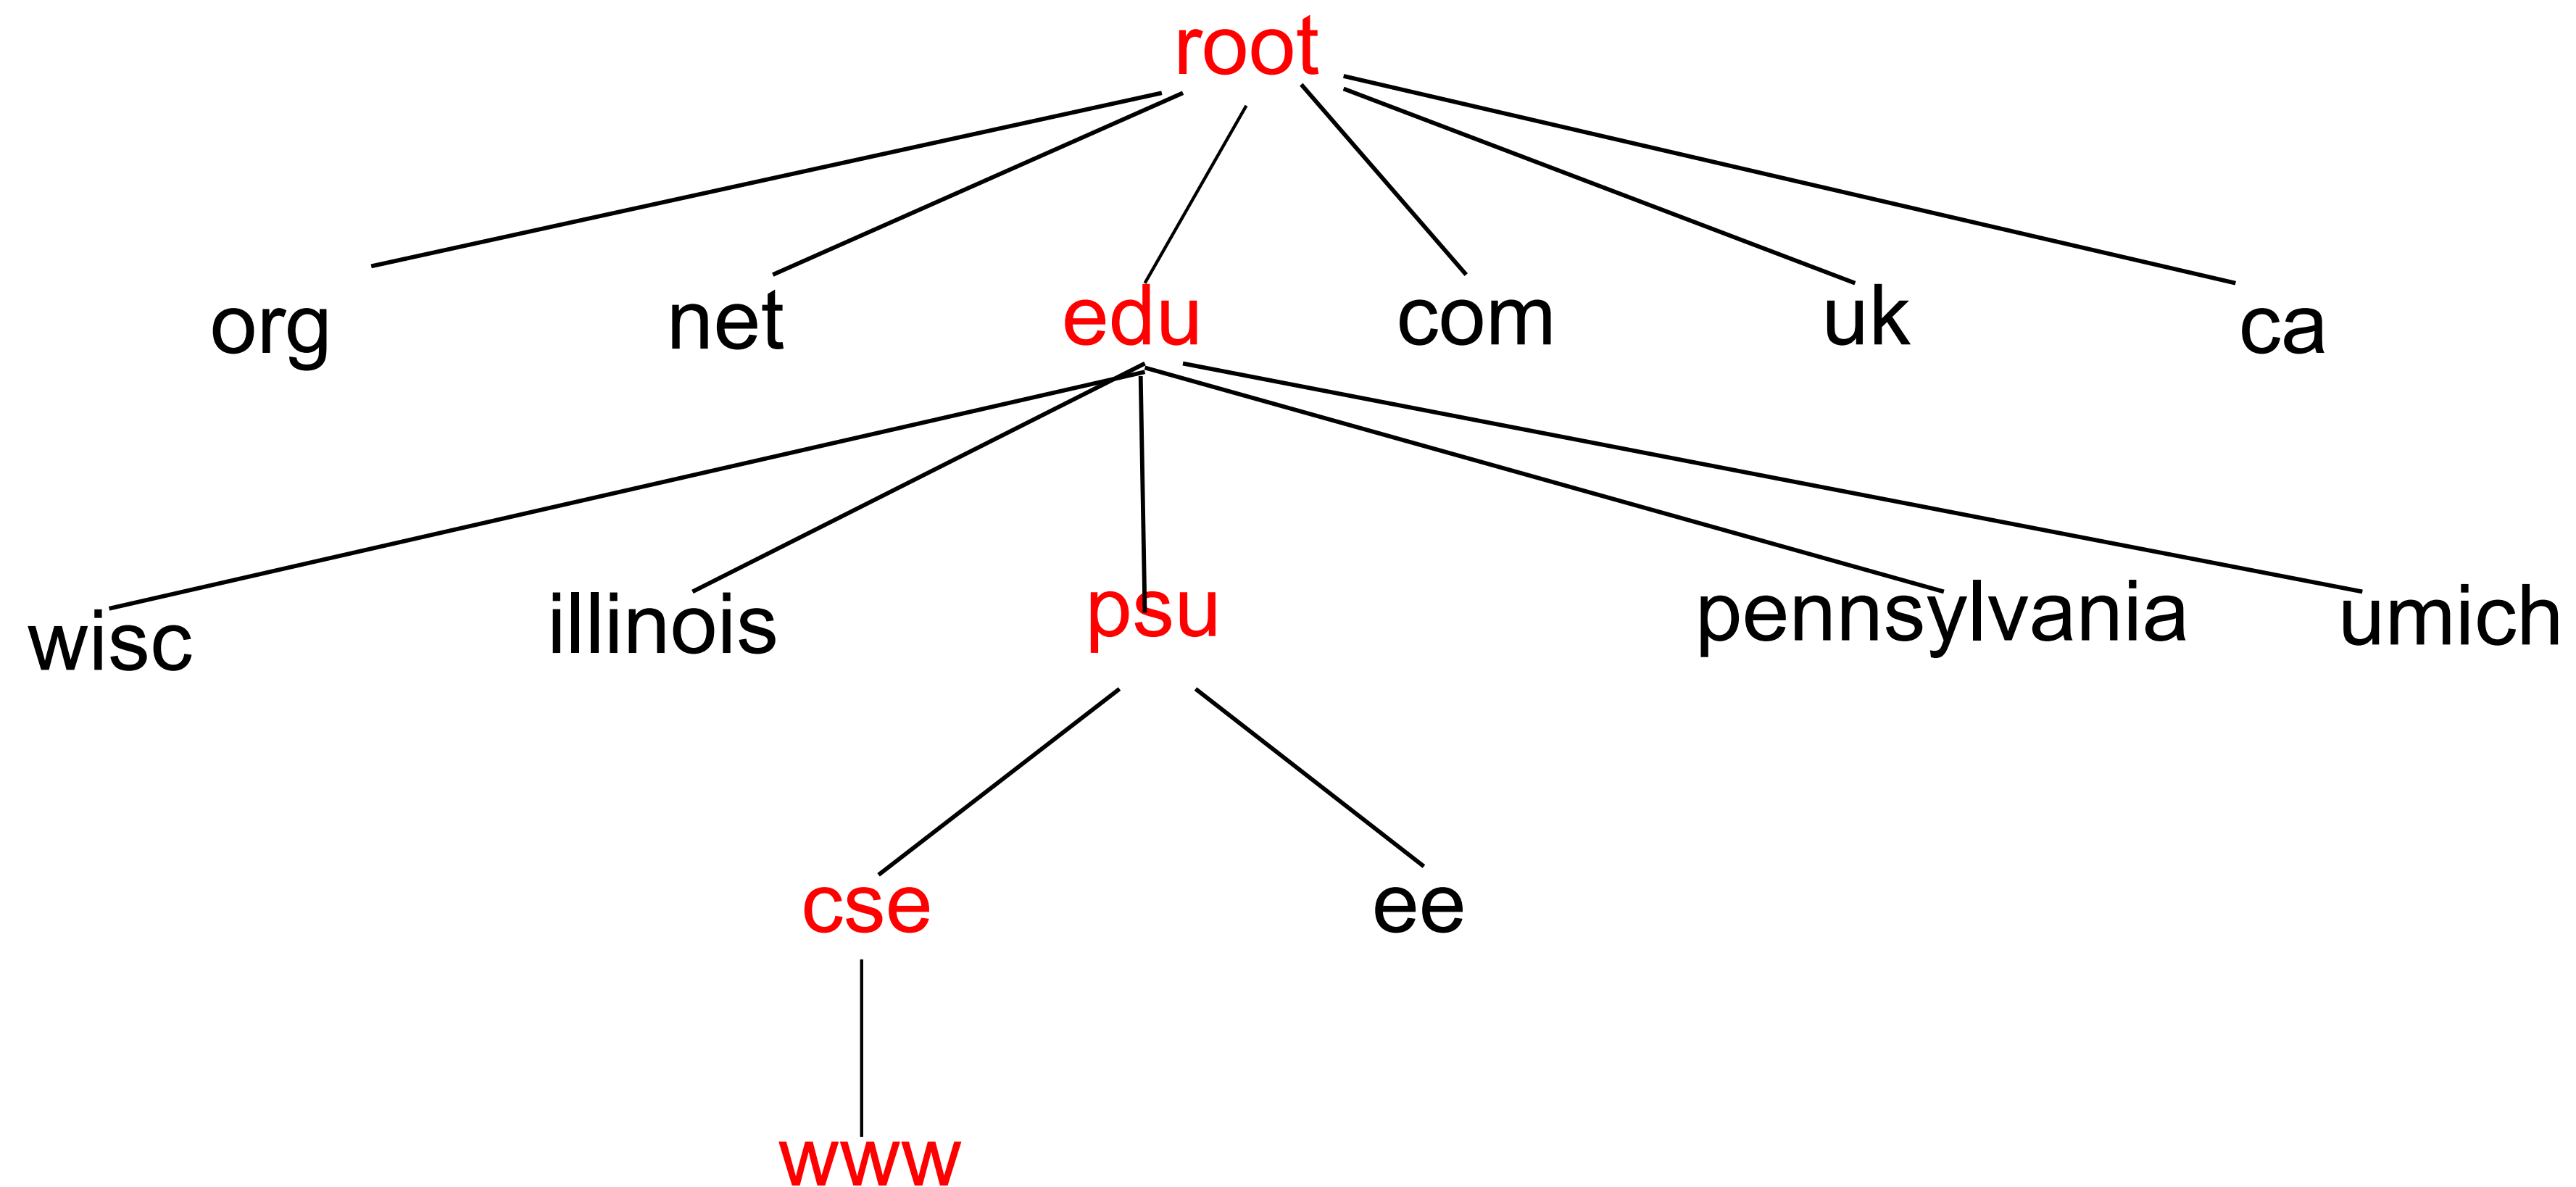 root
org net edu com uk ca
wisc illinois psu pennsylvania umich
cse ee
www